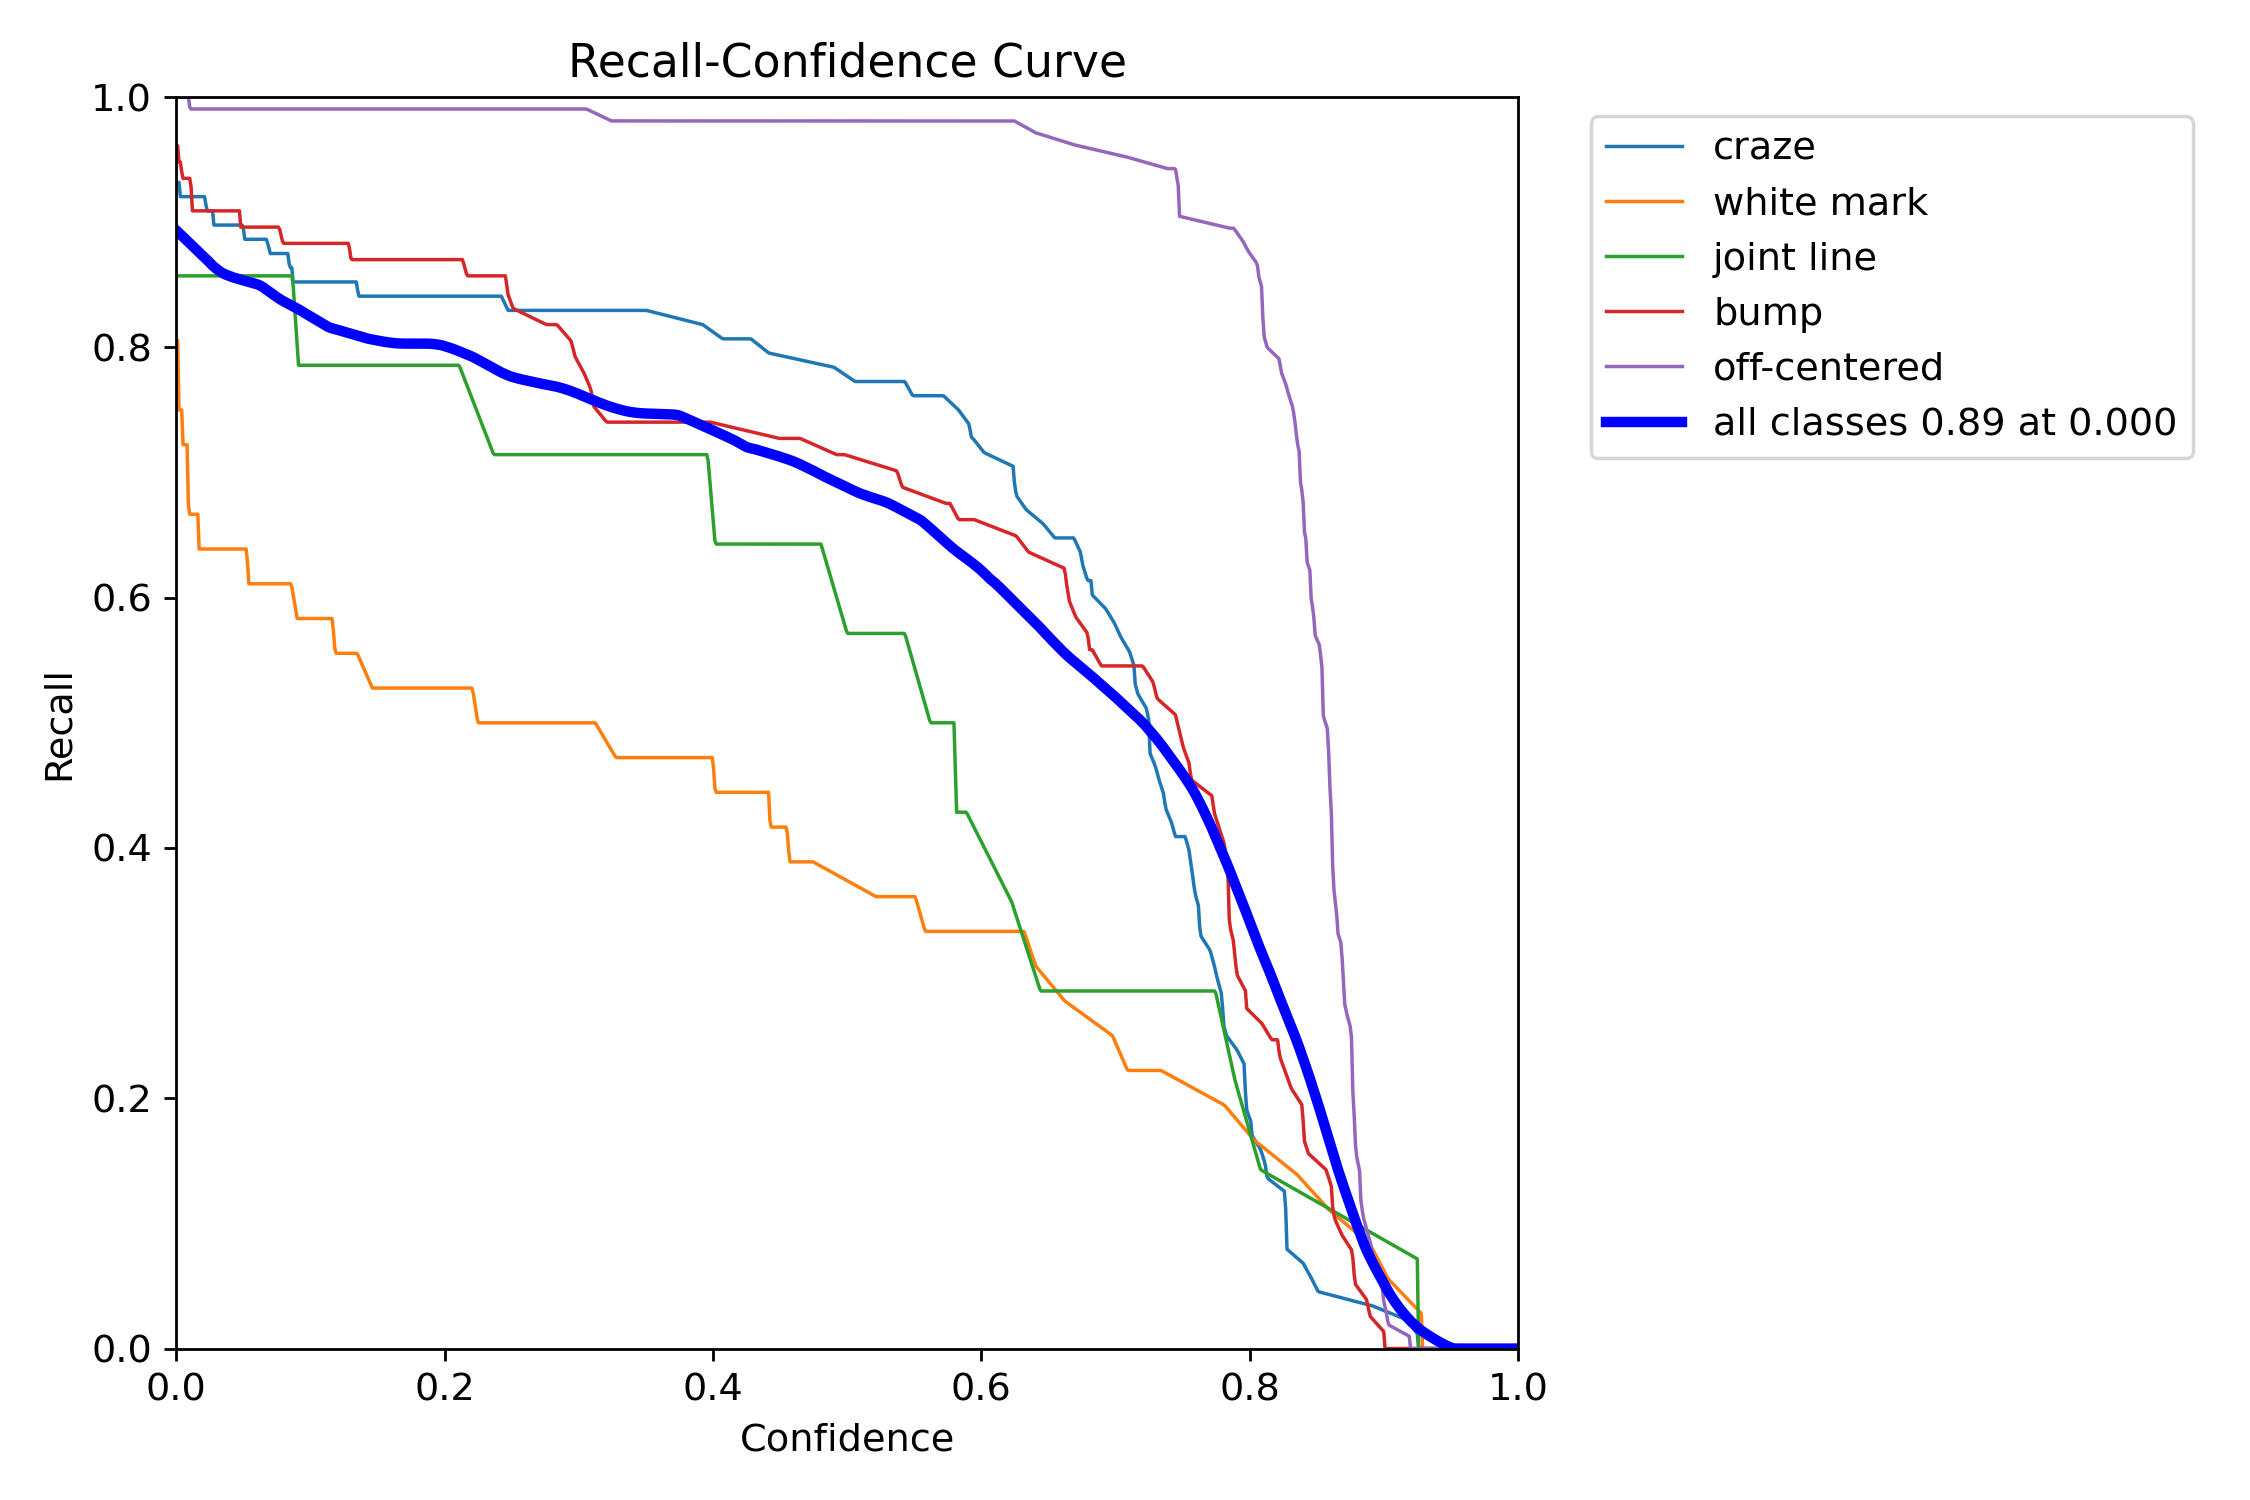 Recall-Confidence Curve
1.0
0.8
0.6
0.4
0.2
0.0
Recall
0.0 0.2 0.4 0.6 0.8 1.0
Confidence
craze
white mark
joint line
bump
off-centered
all classes 0.89 at 0.000